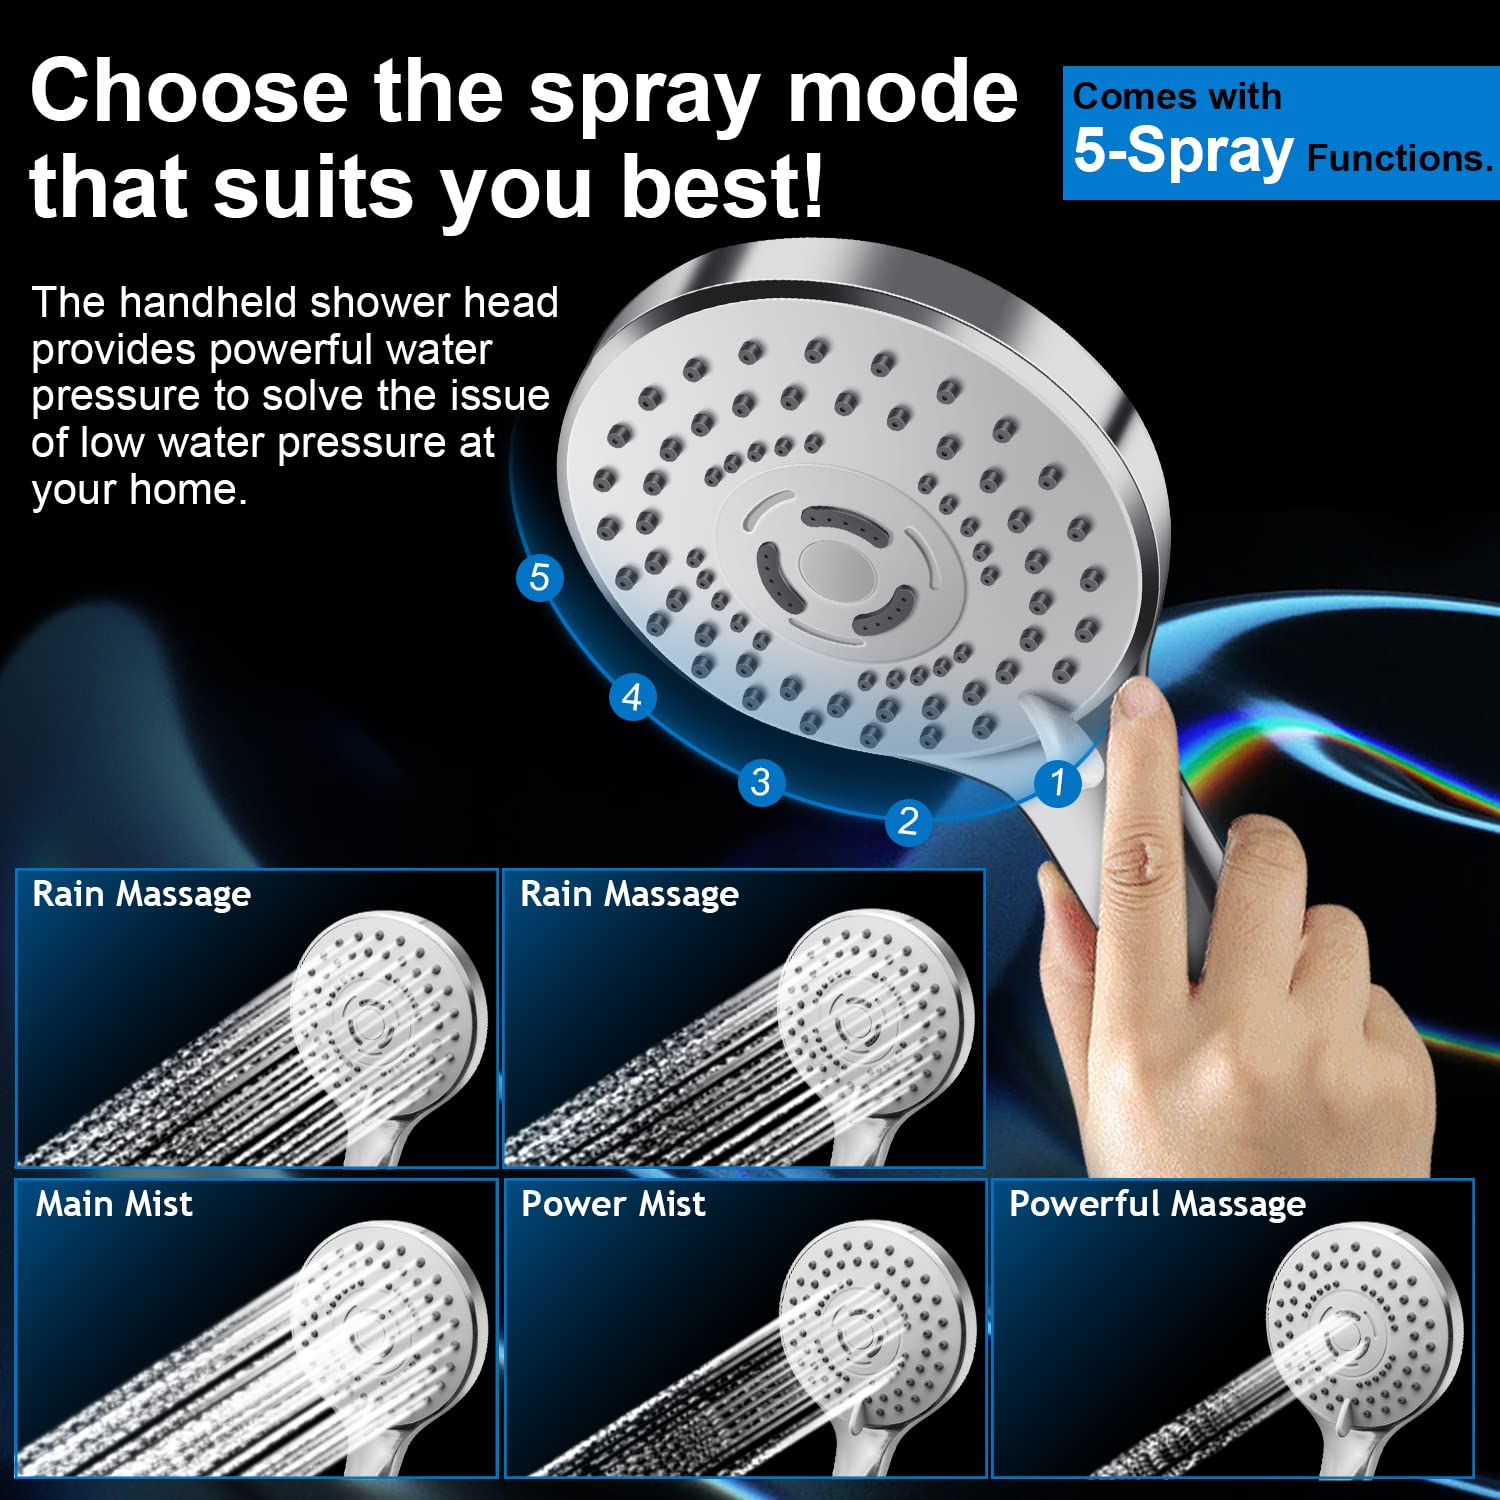 Choose the spray mode
that suits you best!
Comes with
5-Spray Functions.
The handheld shower head
provides powerful water
pressure to solve the issue
of low water pressure at
your home.
5
4
3
2
1
Rain Massage
Rain Massage
Main Mist
Power Mist
Powerful Massage